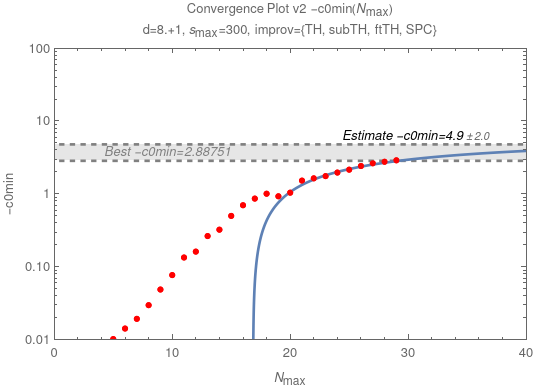 Convergence Plot v2 −c0min(Nmax)
d=8.+1, smax=300, improv={TH, subTH, ftTH, SPC}
100
10
1
0.10
0.01
−c0min
Estimate −c0min=4.9 ±2.0
Best −c0min=2.88751
0 10 20 30 40
Nmax